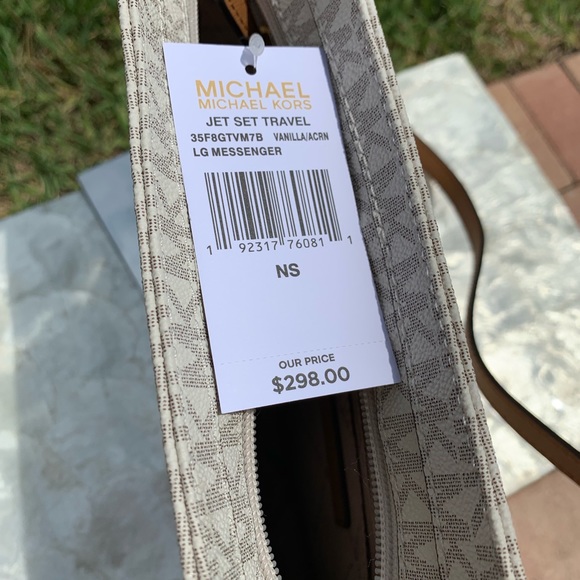 MICHAEL
MICHAEL KORS
JET SET TRAVEL
35F8GTVM7B VANILLA/ACRN
LG MESSENGER
1 92317 76081 1
NS
OUR PRICE
$298.00